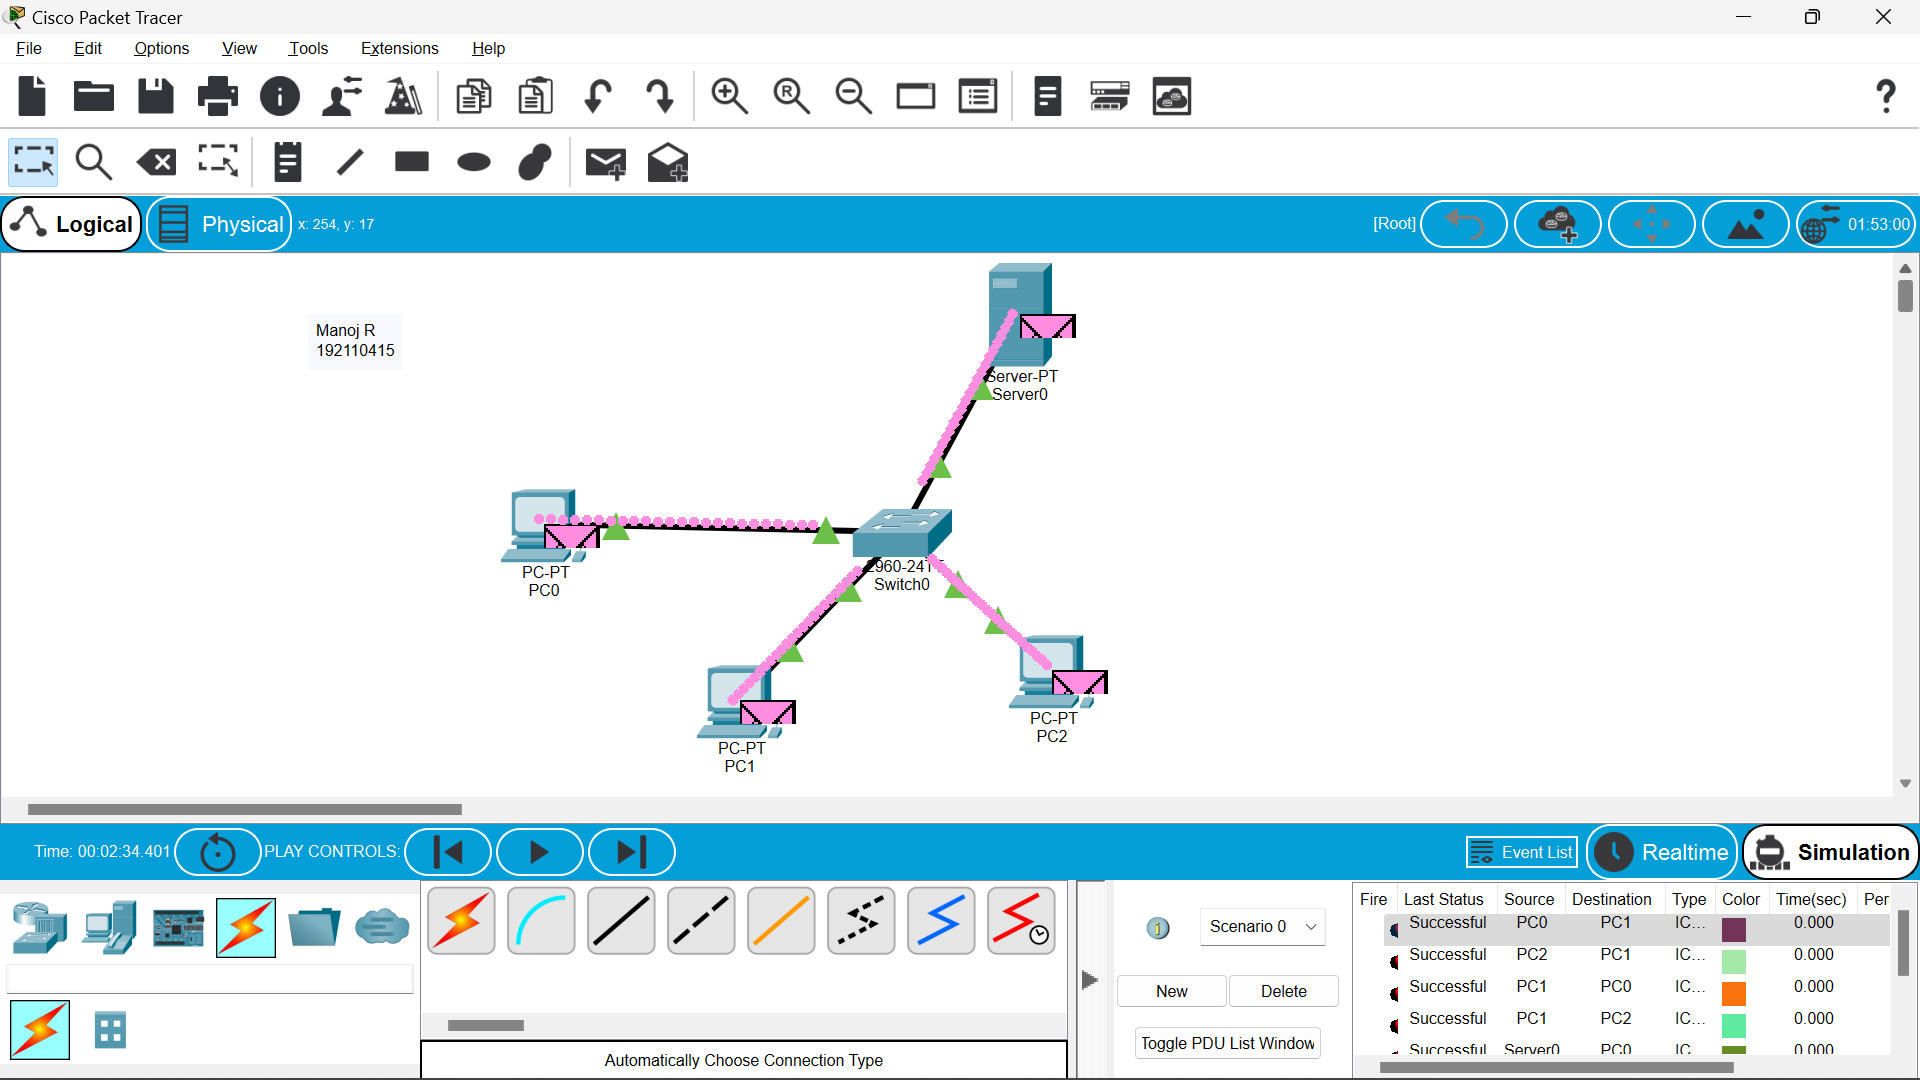 Cisco Packet Tracer
File Edit Options View Tools Extensions Help
Logical Physical x: 254, y: 17 [Root] 01:53:00
Manoj R
192110415
Server-PT
Server0
PC-PT
PC0
2960-24TT
Switch0
PC-PT
PC1
PC-PT
PC2
Time: 00:02:34.401 PLAY CONTROLS: Event List Realtime Simulation
Scenario 0
New Delete
Toggle PDU List Window
Automatically Choose Connection Type
Fire Last Status Source Destination Type Color Time(sec) Per
Successful PC0 PC1 IC... 0.000
Successful PC2 PC1 IC... 0.000
Successful PC1 PC0 IC... 0.000
Successful PC1 PC2 IC... 0.000
Successful Server0 PC0 IC... 0.000